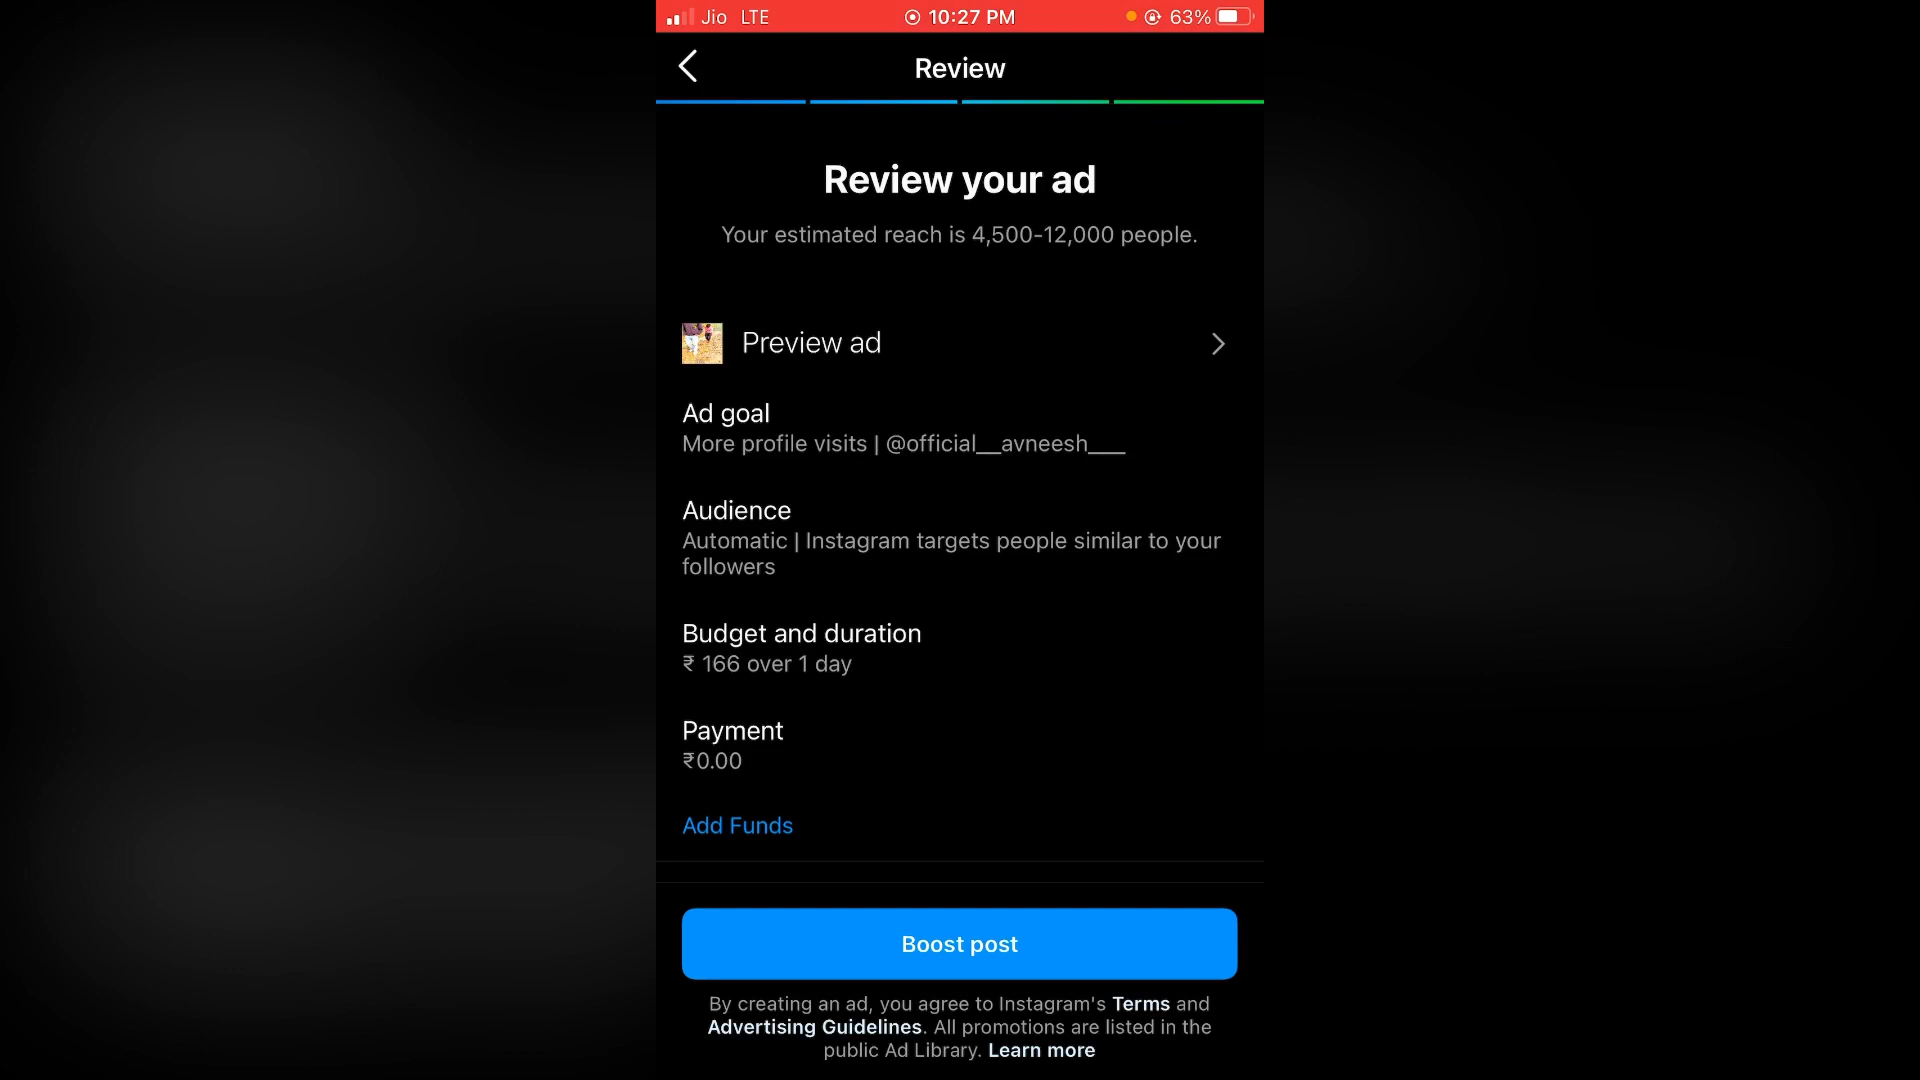 Jio LTE 10:27 PM 63%
Review
Review your ad
Your estimated reach is 4,500-12,000 people.
Preview ad
Ad goal
More profile visits | @official__avneesh____
Audience
Automatic | Instagram targets people similar to your
followers
Budget and duration
₹ 166 over 1 day
Payment
₹0.00
Add Funds
Boost post
By creating an ad, you agree to Instagram's Terms and
Advertising Guidelines. All promotions are listed in the
public Ad Library. Learn more